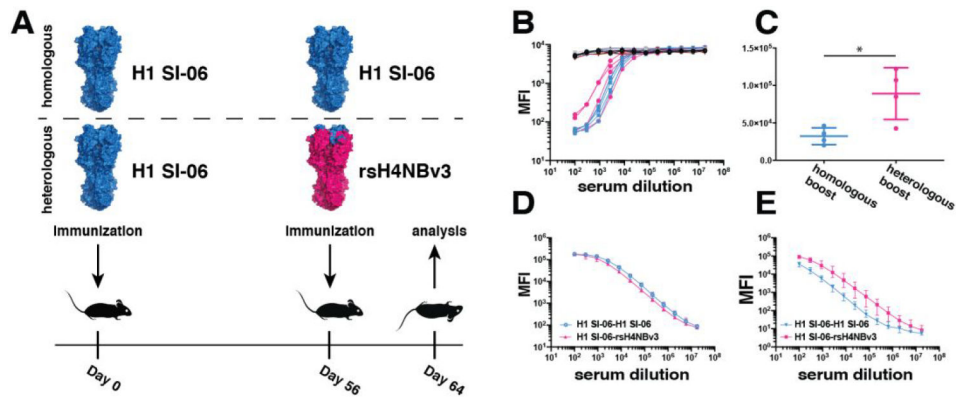 A
homologous
H1 SI-06
H1 SI-06
heterologous
H1 SI-06
rsH4NBv3
Immunization
Immunization
analysis
Day 0
Day 56
Day 64
B
MFI
10⁴
10³
10²
10¹
10⁰ 10¹ 10² 10³ 10⁴ 10⁵ 10⁶ 10⁷ 10⁸
serum dilution
C
*
1.5×10⁵
1.0×10⁵
5.0×10⁴
0.0
homologous
boost
heterologous
boost
D
MFI
10⁶
10⁵
10⁴
10³
10²
10¹
H1 SI-06-H1 SI-06
H1 SI-06-rsH4NBv3
10⁰ 10¹ 10² 10³ 10⁴ 10⁵ 10⁶ 10⁷ 10⁸
serum dilution
E
MFI
10⁶
10⁵
10⁴
10³
10²
10¹
10⁰
H1 SI-06-H1 SI-06
H1 SI-06-rsH4NBv3
10⁰ 10¹ 10² 10³ 10⁴ 10⁵ 10⁶ 10⁷ 10⁸
serum dilution